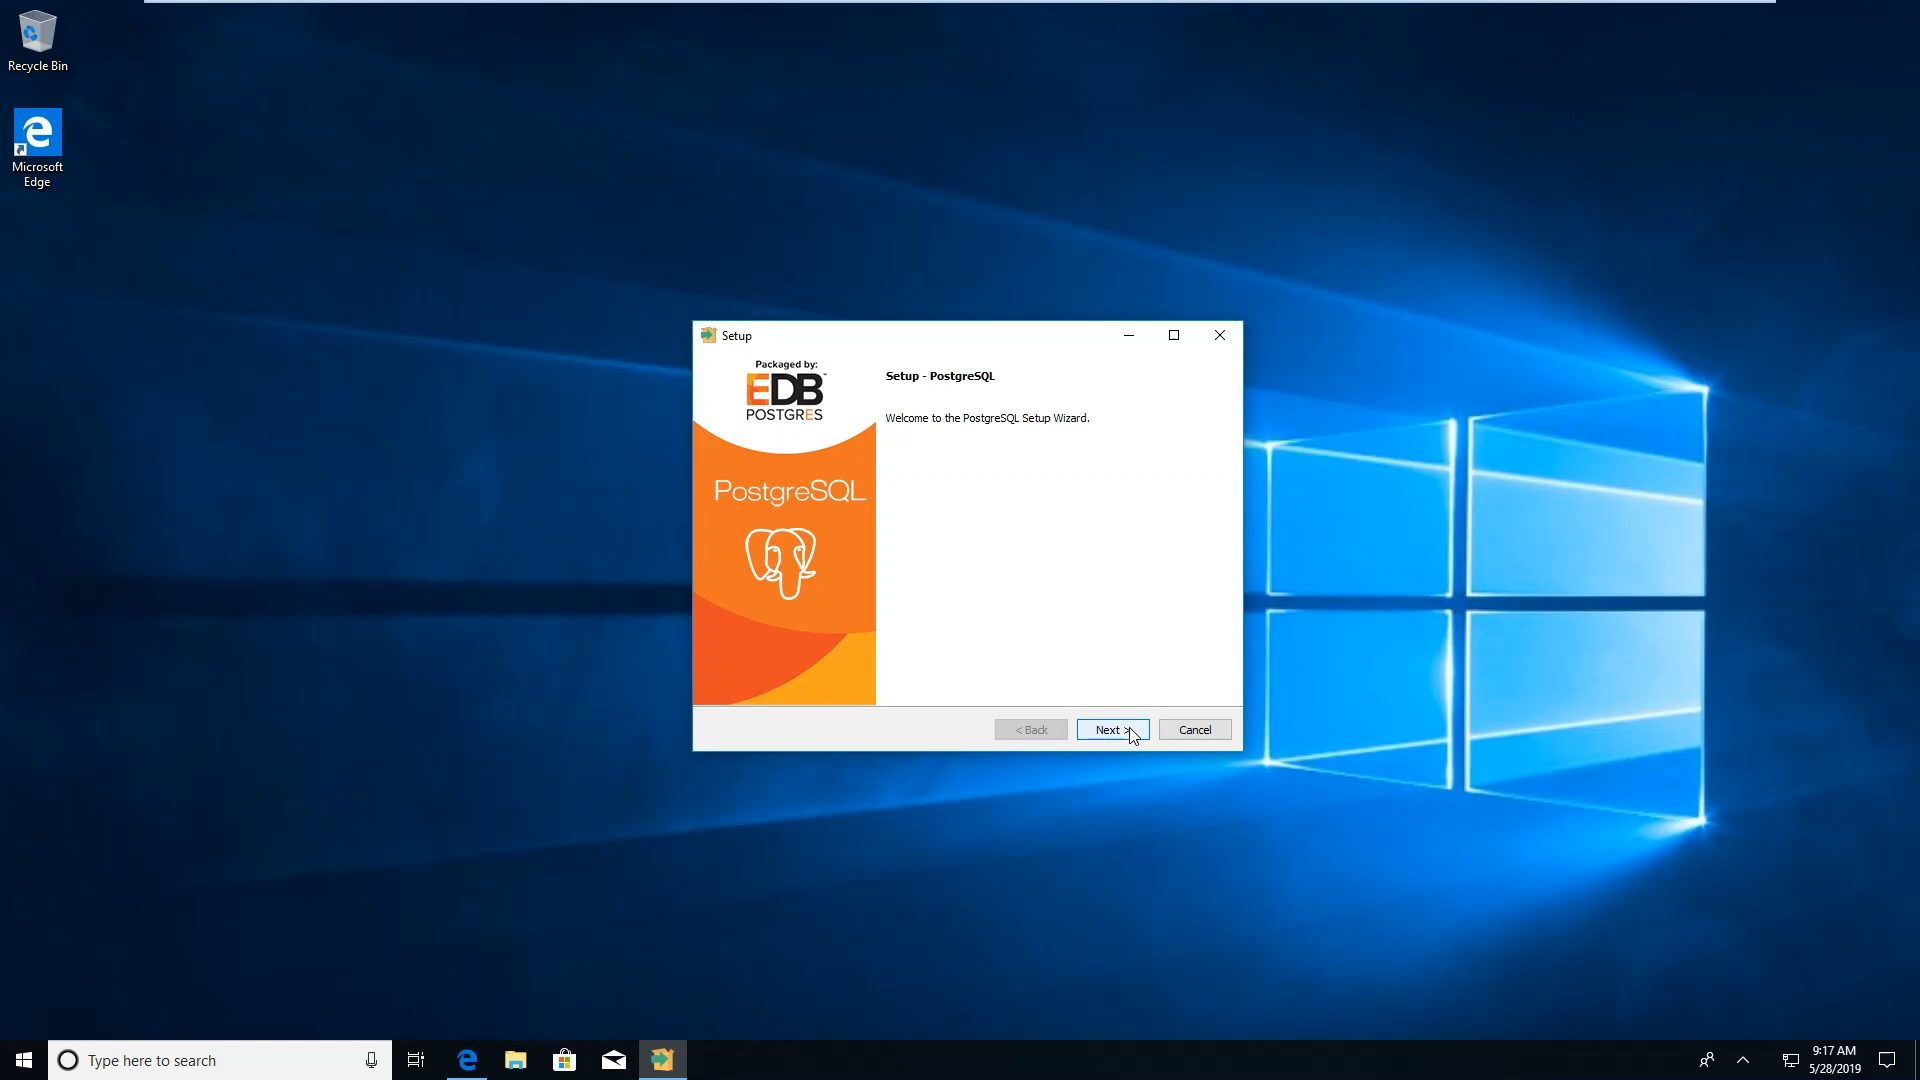 Recycle Bin
Microsoft
Edge
Setup
Packaged by:
EDB
POSTGRES
PostgreSQL
Setup - PostgreSQL
Welcome to the PostgreSQL Setup Wizard.
< Back
Next >
Cancel
Type here to search
9:17 AM
5/28/2019